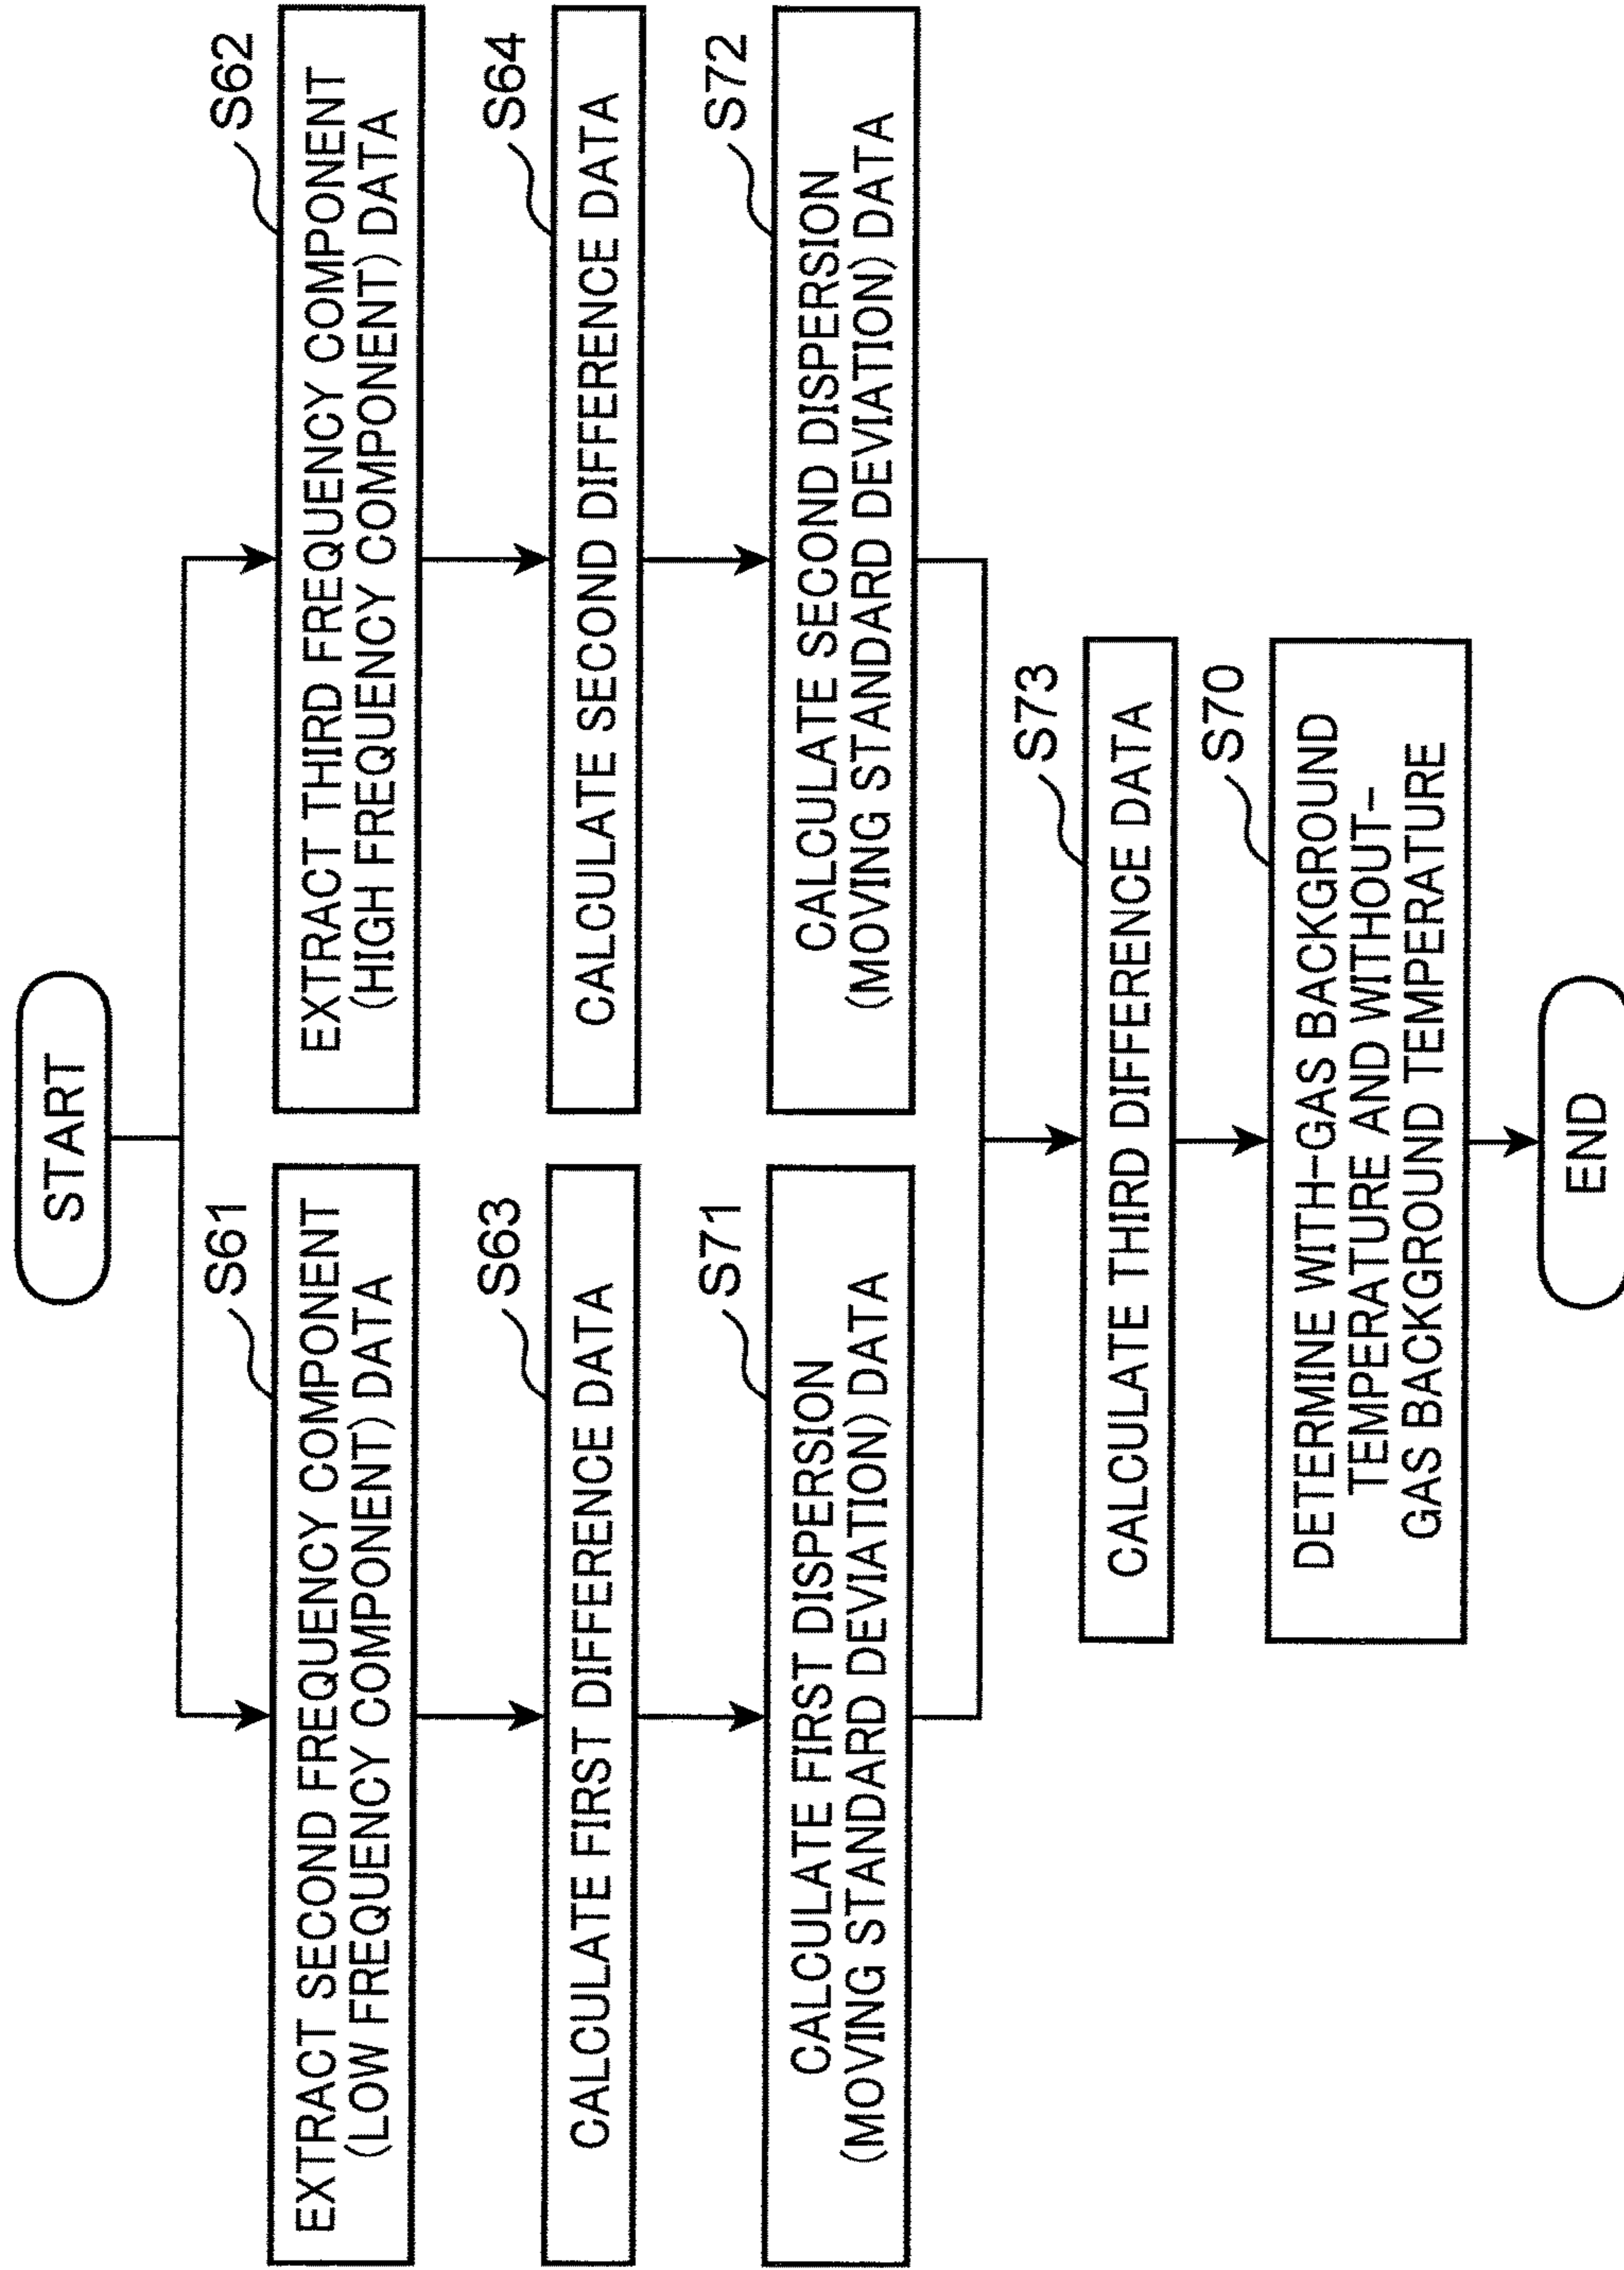 START
S61
EXTRACT SECOND FREQUENCY COMPONENT
(LOW FREQUENCY COMPONENT) DATA
S62
EXTRACT THIRD FREQUENCY COMPONENT
(HIGH FREQUENCY COMPONENT) DATA
S63
CALCULATE FIRST DIFFERENCE DATA
S64
CALCULATE SECOND DIFFERENCE DATA
S71
CALCULATE FIRST DISPERSION
(MOVING STANDARD DEVIATION) DATA
S72
CALCULATE SECOND DISPERSION
(MOVING STANDARD DEVIATION) DATA
S73
CALCULATE THIRD DIFFERENCE DATA
S70
DETERMINE WITH-GAS BACKGROUND
TEMPERATURE AND WITHOUT-
GAS BACKGROUND TEMPERATURE
END